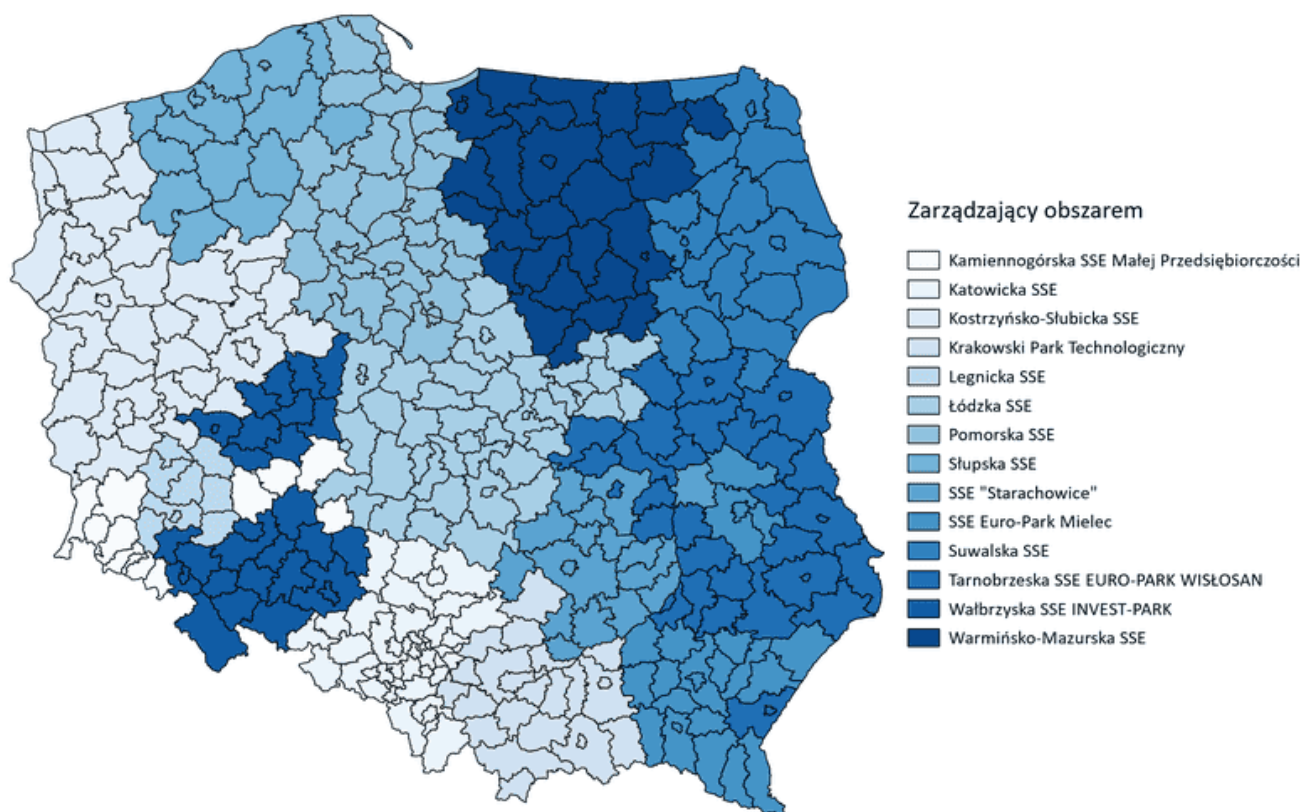 Zarządzający obszarem
Kamiennogórska SSE Małej Przedsiębiorczości
Katowicka SSE
Kostrzyńsko-Słubicka SSE
Krakowski Park Technologiczny
Legnicka SSE
Łódzka SSE
Pomorska SSE
Słupska SSE
SSE "Starachowice"
SSE Euro-Park Mielec
Suwalska SSE
Tarnobrzeska SSE EURO-PARK WISŁOSAN
Wałbrzyska SSE INVEST-PARK
Warmińsko-Mazurska SSE